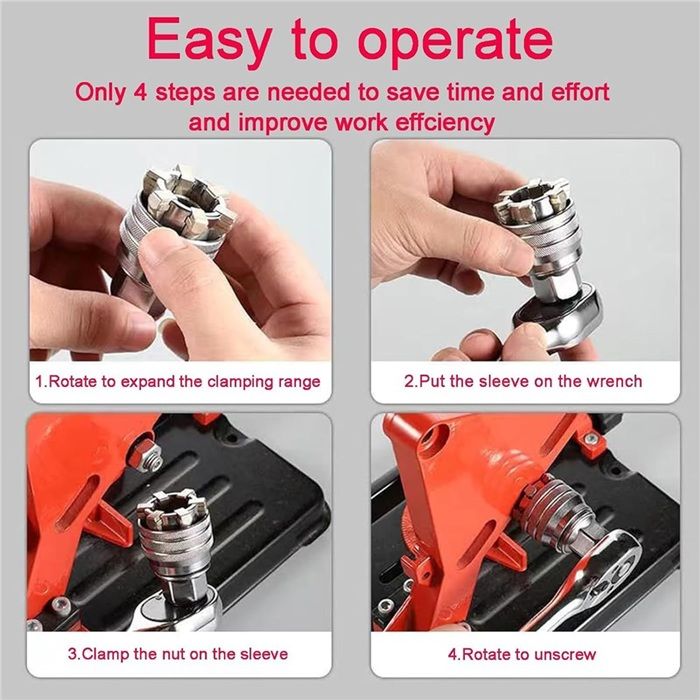 Easy to operate
Only 4 steps are needed to save time and effort
and improve work effciency
1.Rotate to expand the clamping range
2.Put the sleeve on the wrench
3.Clamp the nut on the sleeve
4.Rotate to unscrew